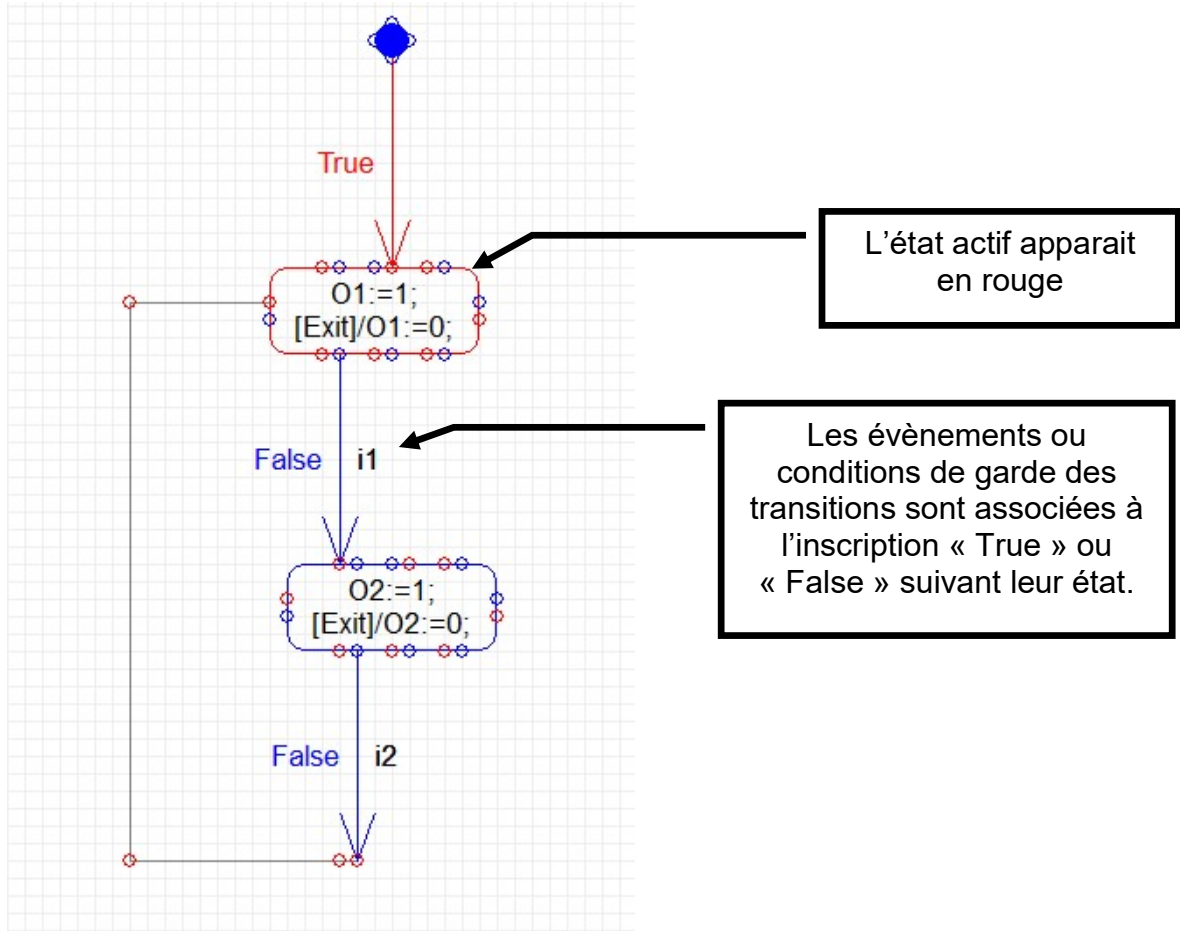 True
L’état actif apparait
en rouge
O1:=1;
[Exit]/O1:=0;
False i1
Les évènements ou
conditions de garde des
transitions sont associées à
l’inscription « True » ou
« False » suivant leur état.
O2:=1;
[Exit]/O2:=0;
False i2